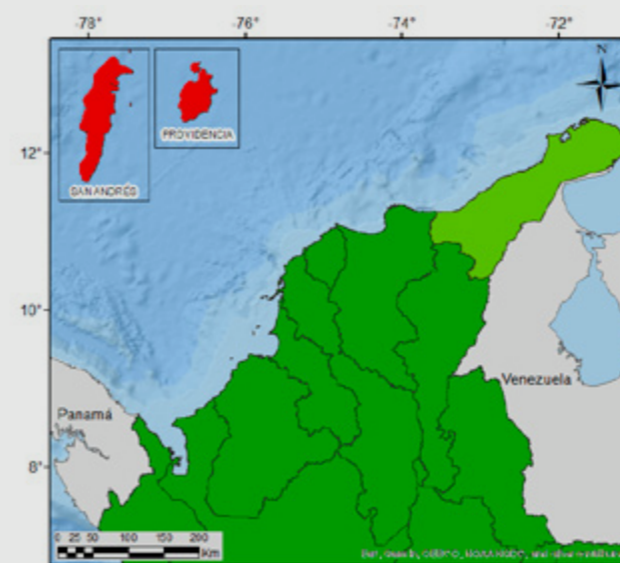 -78° -76° -74° -72°
N
PROVIDENCIA
SAN ANDRÉS
12°
10°
Venezuela
Panamá
8°
0 25 50 100 150 200
Km